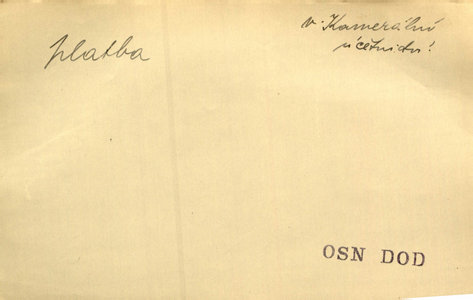 platba
v. Kamerální
účetnictví
OSN DOD